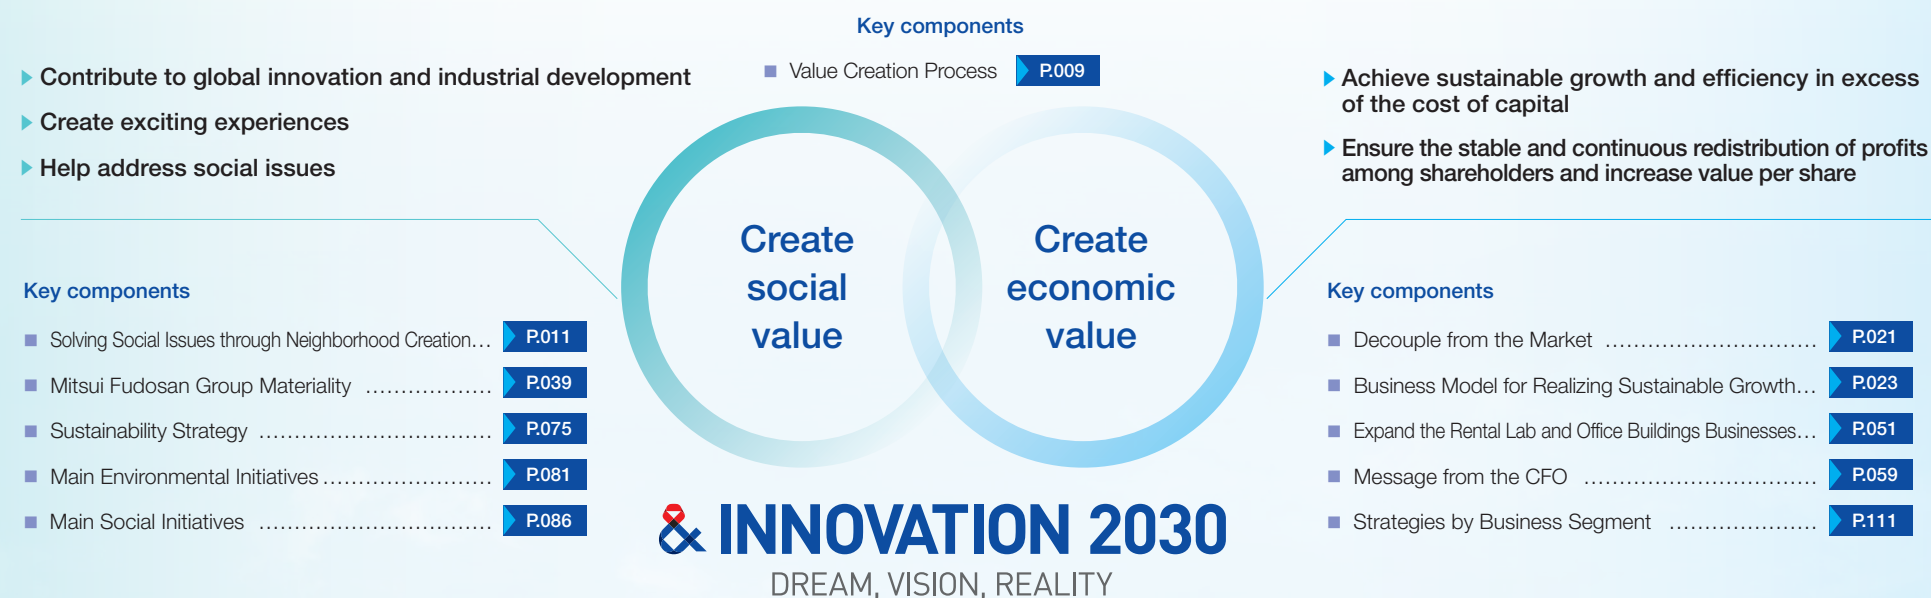 Key components
■ Value Creation Process P.009
▶ Contribute to global innovation and industrial development
▶ Create exciting experiences
▶ Help address social issues
Key components
■ Solving Social Issues through Neighborhood Creation... P.011
■ Mitsui Fudosan Group Materiality .................. P.039
■ Sustainability Strategy ................................. P.075
■ Main Environmental Initiatives ........................ P.081
■ Main Social Initiatives ................................. P.086
Create
social
value
Create
economic
value
& INNOVATION 2030
DREAM, VISION, REALITY
▶ Achieve sustainable growth and efficiency in excess
of the cost of capital
▶ Ensure the stable and continuous redistribution of profits
among shareholders and increase value per share
Key components
■ Decouple from the Market .............................. P.021
■ Business Model for Realizing Sustainable Growth... P.023
■ Expand the Rental Lab and Office Buildings Businesses... P.051
■ Message from the CFO ................................. P.059
■ Strategies by Business Segment ..................... P.111